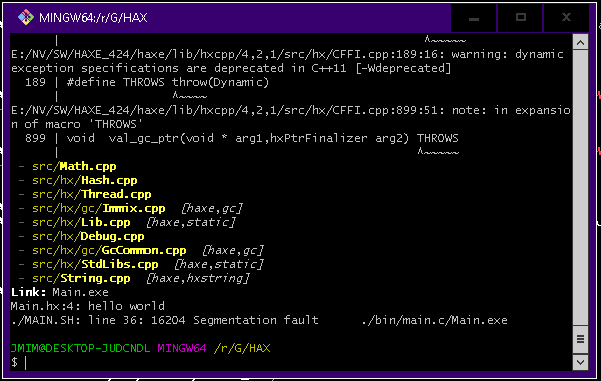 MINGW64:/r/G/HAX
| ^~~~~~
E:/NV/SW/HAXE_424/haxe/lib/hxcpp/4,2,1/src/hx/CFFI.cpp:189:16: warning: dynamic
exception specifications are deprecated in C++11 [-Wdeprecated]
189 | #define THROWS throw(Dynamic)
| ^~~~~
E:/NV/SW/HAXE_424/haxe/lib/hxcpp/4,2,1/src/hx/CFFI.cpp:899:51: note: in expansio
n of macro 'THROWS'
899 | void val_gc_ptr(void * arg1,hxPtrFinalizer arg2) THROWS
| ^~~~~~
- src/Math.cpp
- src/hx/Hash.cpp
- src/hx/Thread.cpp
- src/hx/gc/Immix.cpp [haxe,gc]
- src/hx/Lib.cpp [haxe,static]
- src/hx/Debug.cpp
- src/hx/gc/GcCommon.cpp [haxe,gc]
- src/hx/StdLibs.cpp [haxe,static]
- src/String.cpp [haxe,hxstring]
Link: Main.exe
Main.hx:4: hello world
./MAIN.SH: line 36: 16204 Segmentation fault ./bin/main.c/Main.exe
JMIM@DESKTOP-JUDCNDL MINGW64 /r/G/HAX
$